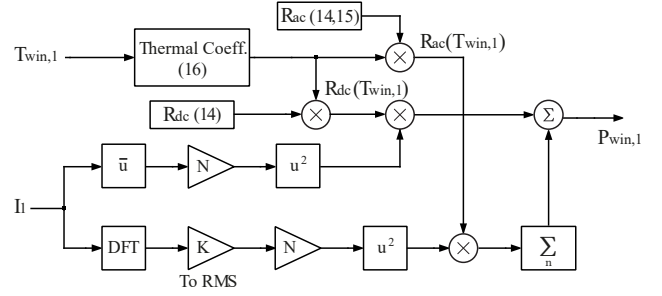 Rac (14,15)
Twin,1
Thermal Coeff.
(16)
×
Rac(Twin,1)
Rdc(Twin,1)
Rdc (14)
×
×
Σ
Pwin,1
ū
N
u²
I1
DFT
K
N
u²
×
Σ
n
To RMS